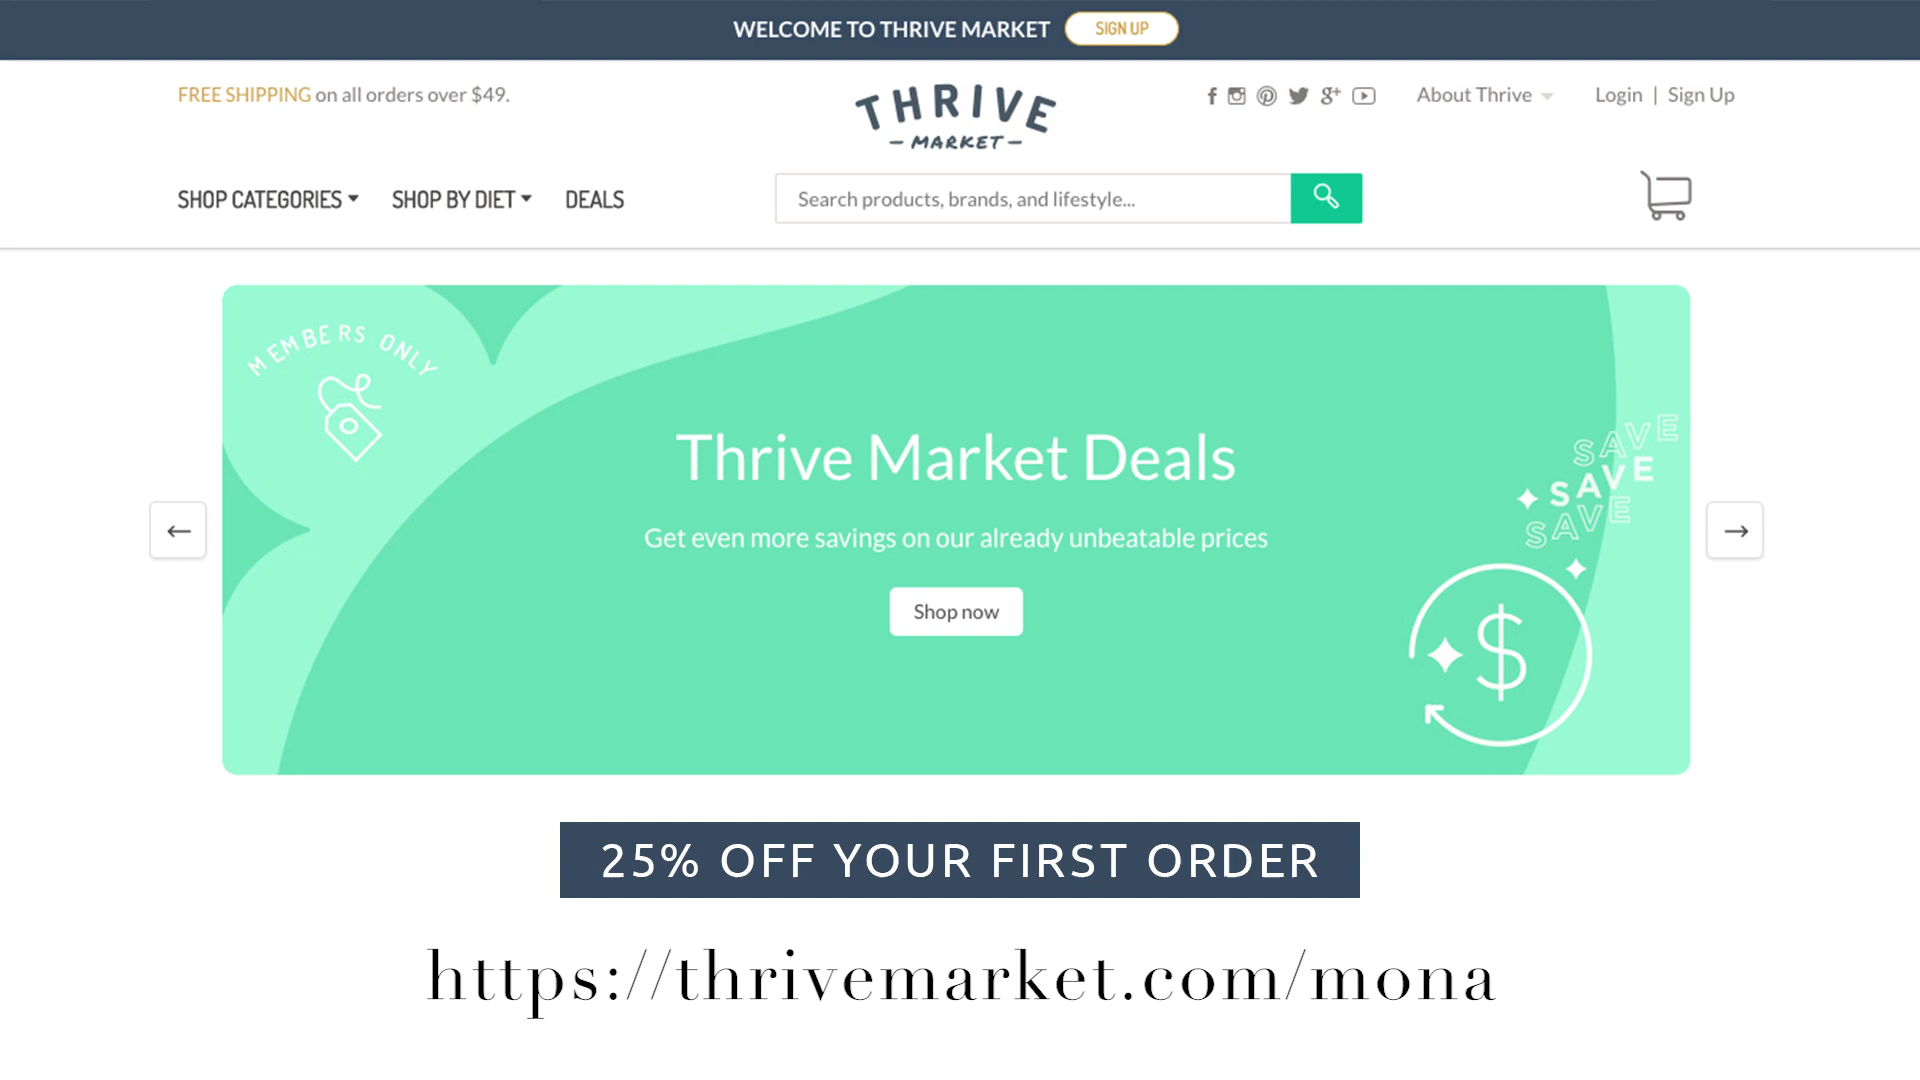 WELCOME TO THRIVE MARKET SIGN UP
FREE SHIPPING on all orders over $49.
THRIVE
MARKET
About Thrive
Login | Sign Up
SHOP CATEGORIES
SHOP BY DIET
DEALS
Search products, brands, and lifestyle...
MEMBERS ONLY
Thrive Market Deals
Get even more savings on our already unbeatable prices
Shop now
SAVE
SAVE
SAVE
$
25% OFF YOUR FIRST ORDER
https://thrivemarket.com/mona